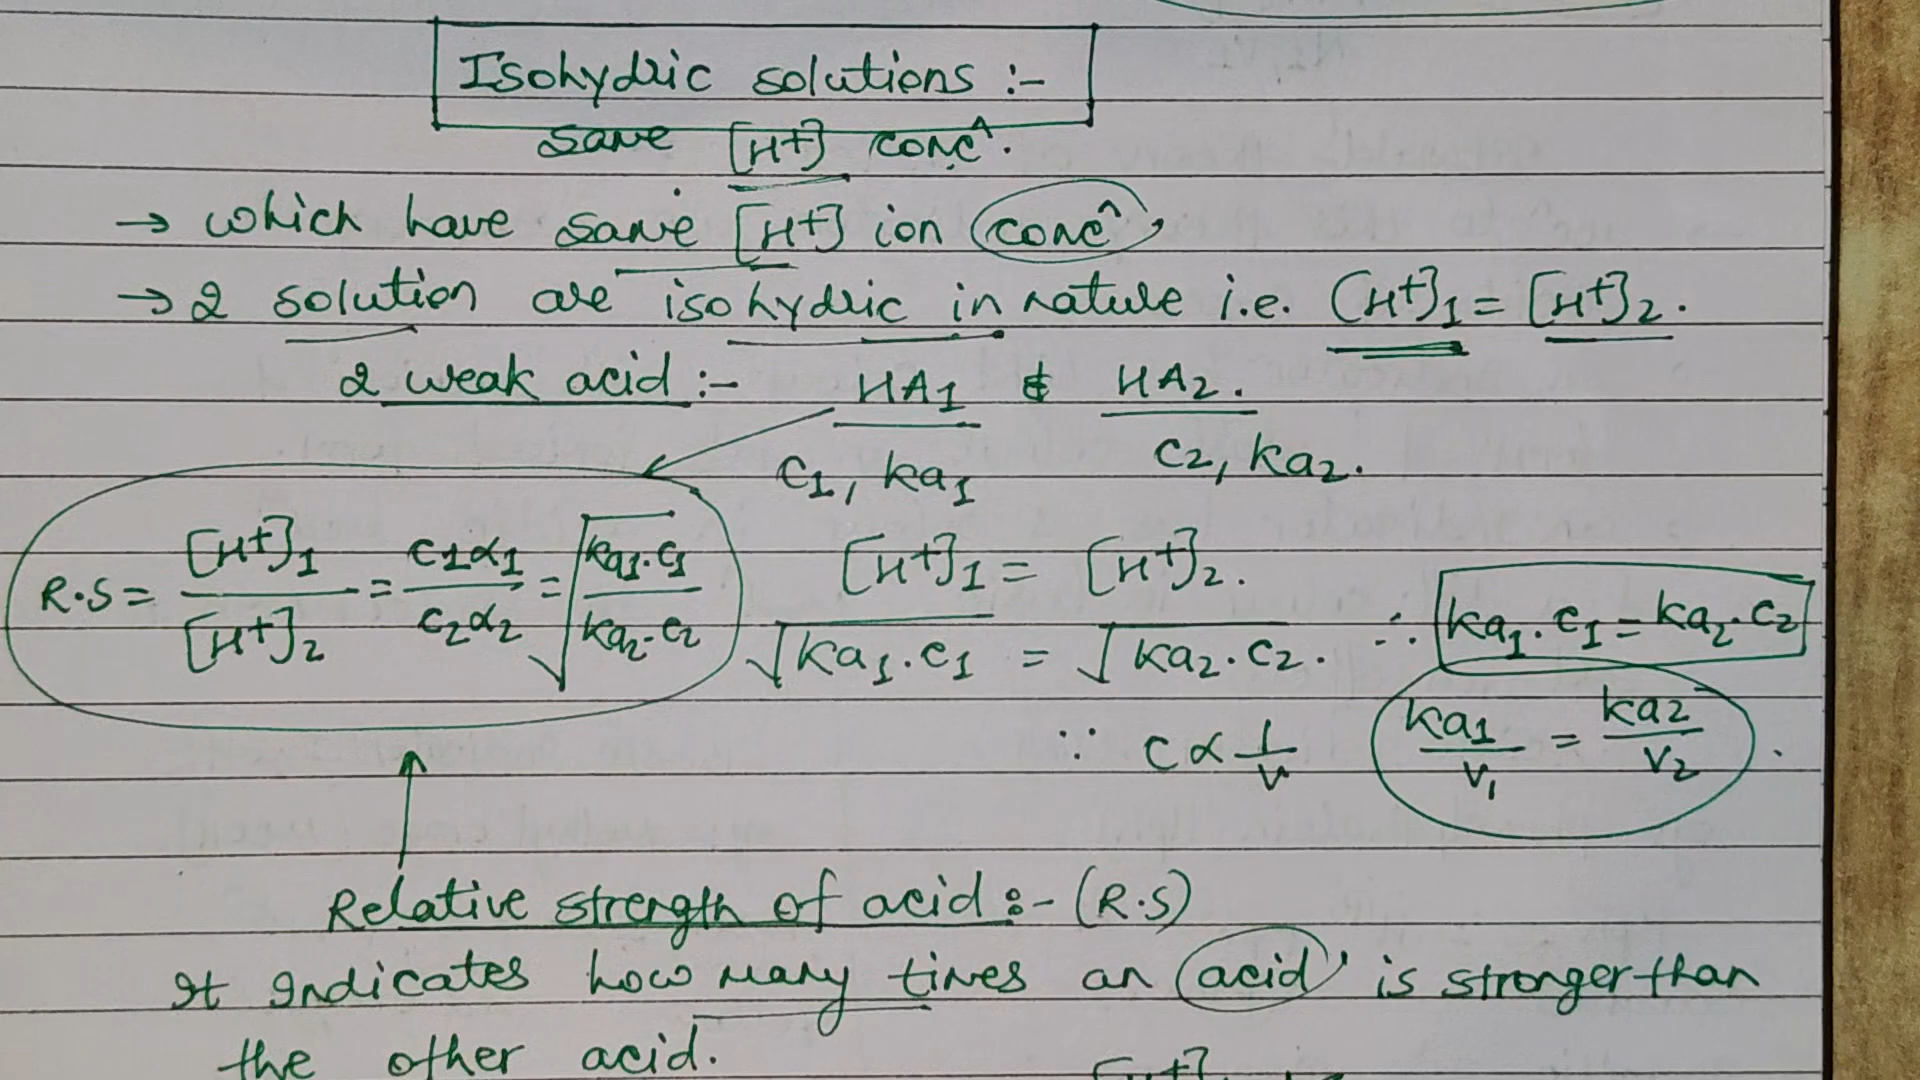 Isohydric solutions :-
same [H+] conc^.
→ which have same [H+] ion conc^,
→ 2 solution are isohydric in nature i.e. [H+]1 = [H+]2.
2 weak acid :- HA1 & HA2.
C1, ka1 C2, ka2.
R.S = [H+]1/[H+]2 = C1α1/C2α2 = √(ka1.C1/ka2.C2)
[H+]1 = [H+]2.
√ka1.C1 = √ka2.C2. ∴ ka1.C1 = ka2.C2
∵ C α 1/v ka1/V1 = ka2/V2.
Relative strength of acid :- (R.S)
It Indicates how many times an acid is stronger than
the other acid.
[H+]